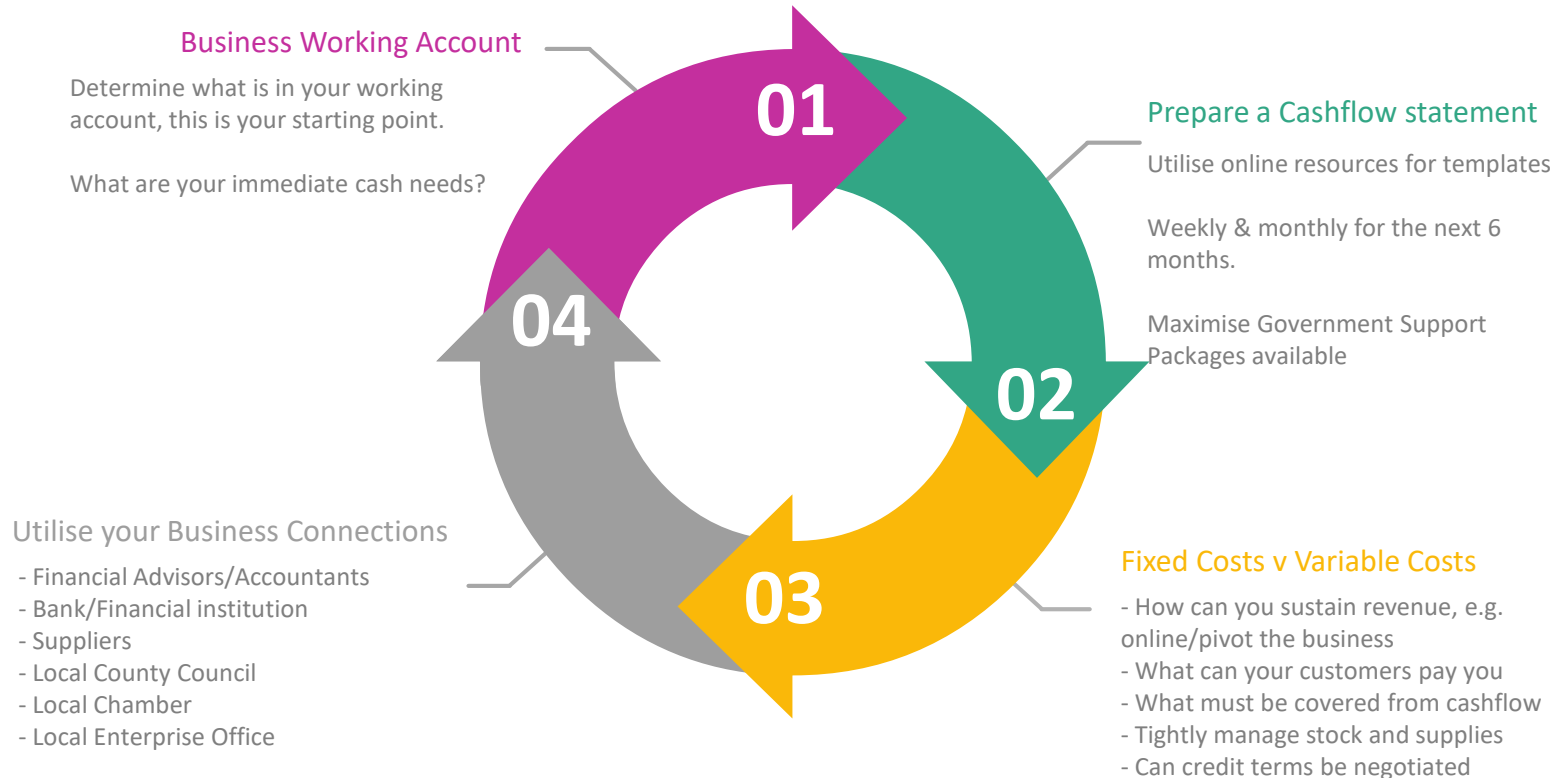 Business Working Account
Determine what is in your working
account, this is your starting point.
What are your immediate cash needs?
01
Prepare a Cashflow statement
Utilise online resources for templates
Weekly & monthly for the next 6
months.
Maximise Government Support
Packages available
02
Fixed Costs v Variable Costs
- How can you sustain revenue, e.g.
online/pivot the business
- What can your customers pay you
- What must be covered from cashflow
- Tightly manage stock and supplies
- Can credit terms be negotiated
03
Utilise your Business Connections
- Financial Advisors/Accountants
- Bank/Financial institution
- Suppliers
- Local County Council
- Local Chamber
- Local Enterprise Office
04